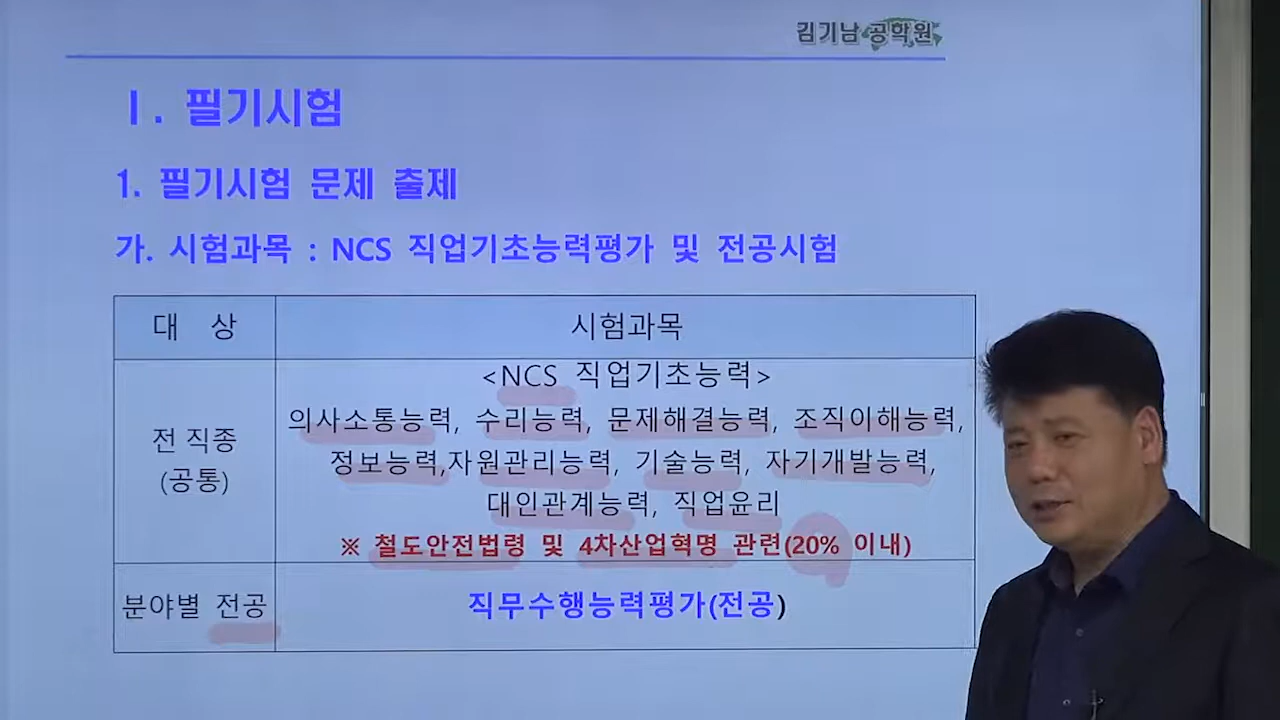 김기남 공학원
Ⅰ. 필기시험
1. 필기시험 문제 출제
가. 시험과목 : NCS 직업기초능력평가 및 전공시험
대 상
시험과목
전 직종
(공통)
<NCS 직업기초능력>
의사소통능력, 수리능력, 문제해결능력, 조직이해능력,
정보능력,자원관리능력, 기술능력, 자기개발능력,
대인관계능력, 직업윤리
※ 철도안전법령 및 4차산업혁명 관련(20% 이내)
분야별 전공
직무수행능력평가(전공)